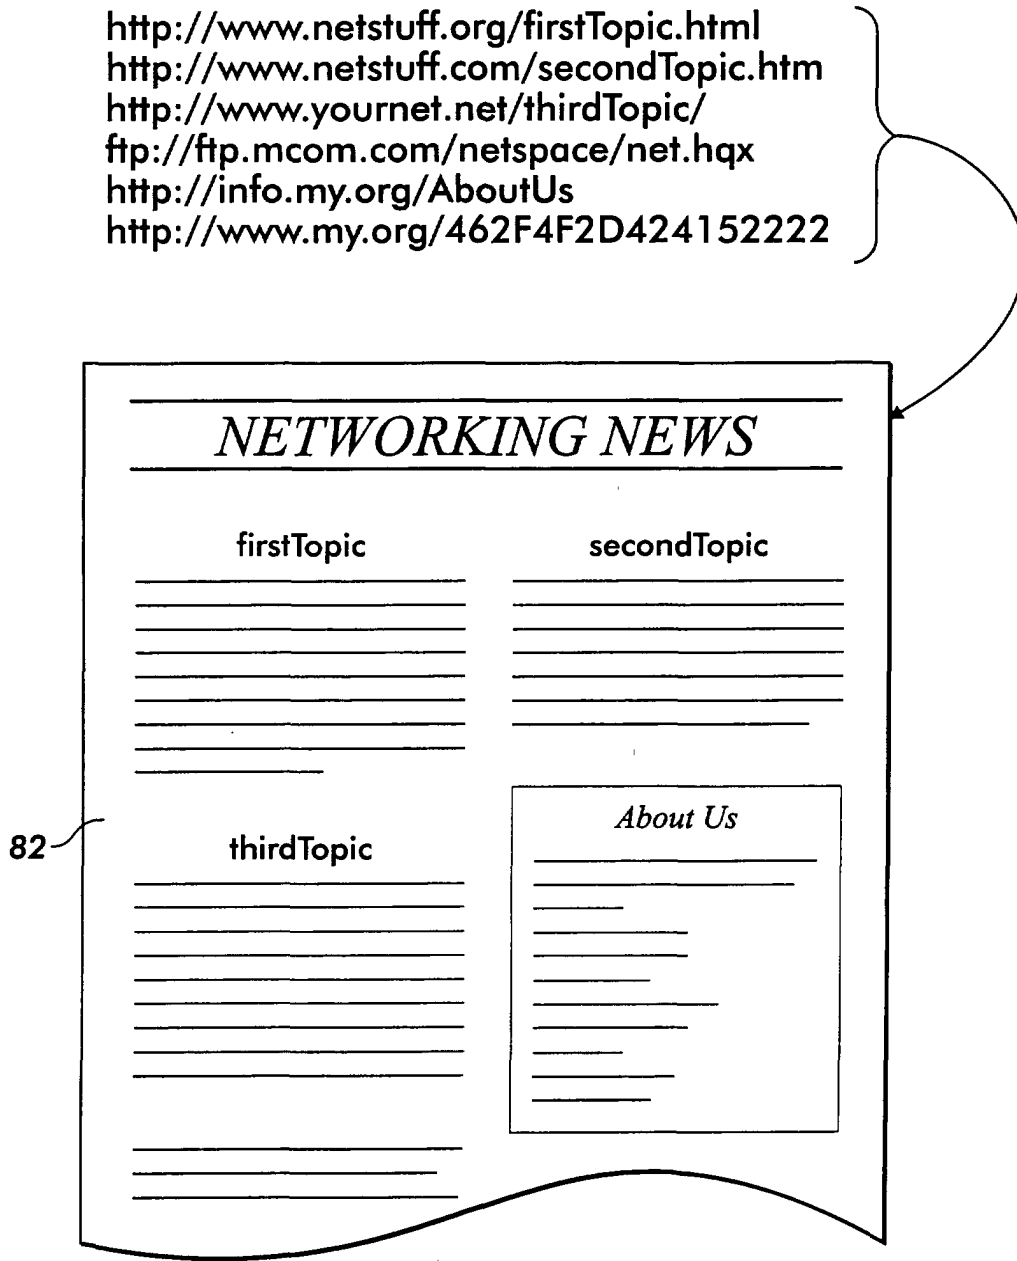 http://www.netstuff.org/firstTopic.html
http://www.netstuff.com/secondTopic.htm
http://www.yournet.net/thirdTopic/
ftp://ftp.mcom.com/netspace/net.hqx
http://info.my.org/AboutUs
http://www.my.org/462F4F2D424152222
NETWORKING NEWS
firstTopic
secondTopic
About Us
82
thirdTopic